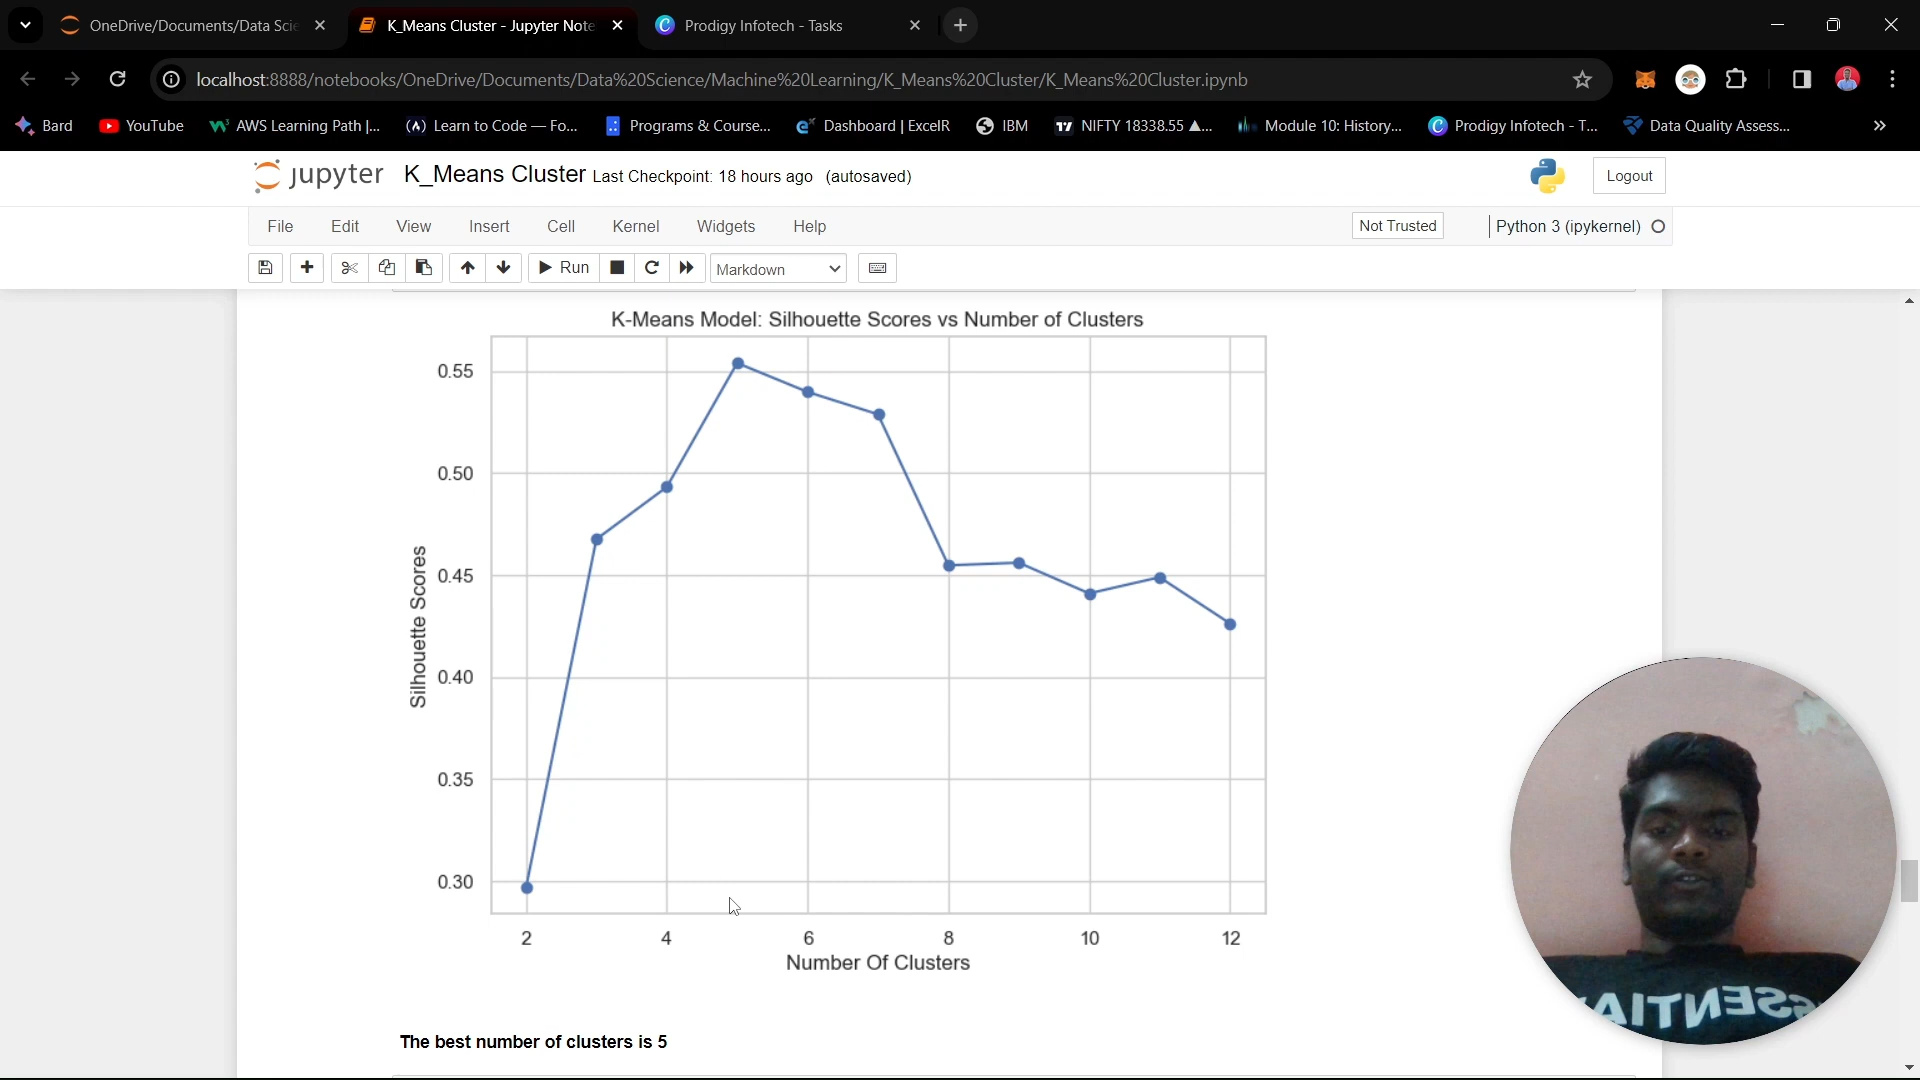 OneDrive/Documents/Data Scie
K_Means Cluster - Jupyter Note
Prodigy Infotech - Tasks
localhost:8888/notebooks/OneDrive/Documents/Data%20Science/Machine%20Learning/K_Means%20Cluster/K_Means%20Cluster.ipynb
Bard YouTube AWS Learning Path |... Learn to Code — Fo... Programs & Course... Dashboard | ExcelR IBM NIFTY 18338.55 ▲... Module 10: History... Prodigy Infotech - T... Data Quality Assess... »
jupyter K_Means Cluster Last Checkpoint: 18 hours ago (autosaved) Logout
File Edit View Insert Cell Kernel Widgets Help Not Trusted Python 3 (ipykernel)
Run Markdown
K-Means Model: Silhouette Scores vs Number of Clusters
0.55
0.50
0.45
0.40
0.35
0.30
Silhouette Scores
2 4 6 8 10 12
Number Of Clusters
The best number of clusters is 5